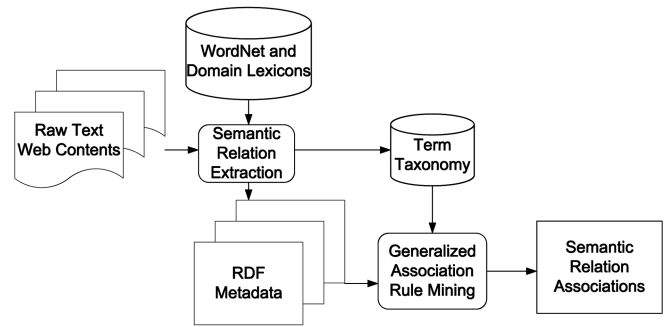 WordNet and
Domain Lexicons
Raw Text
Web Contents
Semantic
Relation
Extraction
Term
Taxonomy
RDF
Metadata
Generalized
Association
Rule Mining
Semantic
Relation
Associations